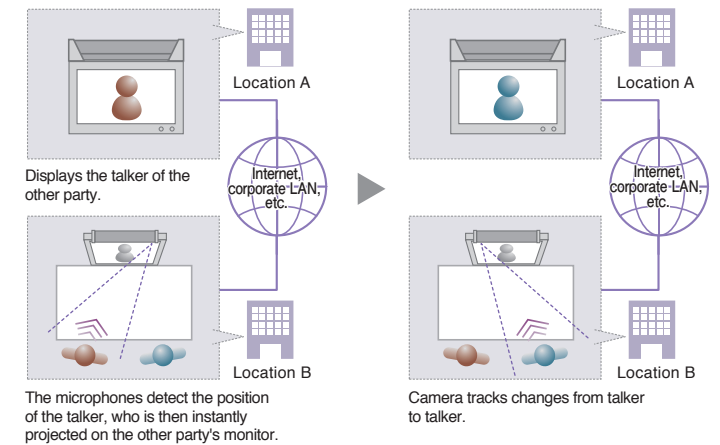 Location A
Displays the talker of the
other party.
Internet,
corporate LAN,
etc.
Location B
The microphones detect the position
of the talker, who is then instantly
projected on the other party's monitor.
Location A
Internet,
corporate LAN,
etc.
Location B
Camera tracks changes from talker
to talker.